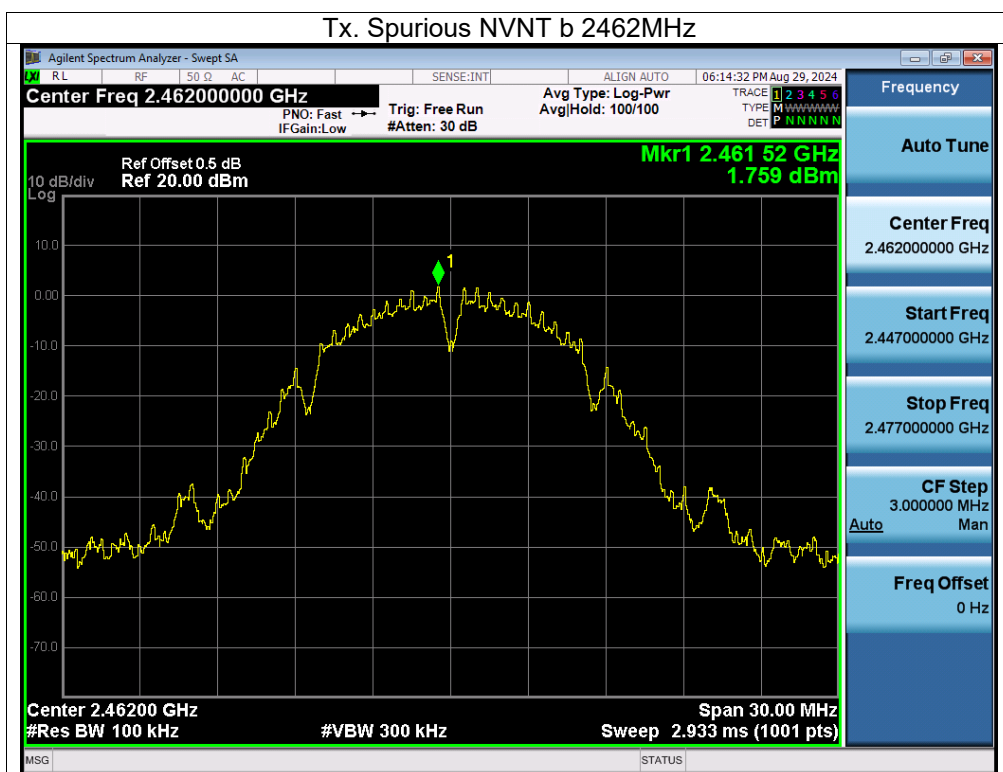 Tx. Spurious NVNT b 2462MHz
Agilent Spectrum Analyzer - Swept SA
LXI RL RF 50 Ω AC SENSE:INT ALIGN AUTO 06:14:32 PM Aug 29, 2024
Center Freq 2.462000000 GHz
PNO: Fast
IFGain:Low
Trig: Free Run
#Atten: 30 dB
Avg Type: Log-Pwr
Avg|Hold: 100/100
TRACE 1 2 3 4 5 6
TYPE M WWWWW
DET P N N N N N
Mkr1 2.461 52 GHz
1.759 dBm
Ref Offset 0.5 dB
10 dB/div Ref 20.00 dBm
Log
10.0
0.00
-10.0
-20.0
-30.0
-40.0
-50.0
-60.0
-70.0
1
Center 2.46200 GHz Span 30.00 MHz
#Res BW 100 kHz #VBW 300 kHz Sweep 2.933 ms (1001 pts)
MSG STATUS
Frequency
Auto Tune
Center Freq
2.462000000 GHz
Start Freq
2.447000000 GHz
Stop Freq
2.477000000 GHz
CF Step
3.000000 MHz
Auto Man
Freq Offset
0 Hz